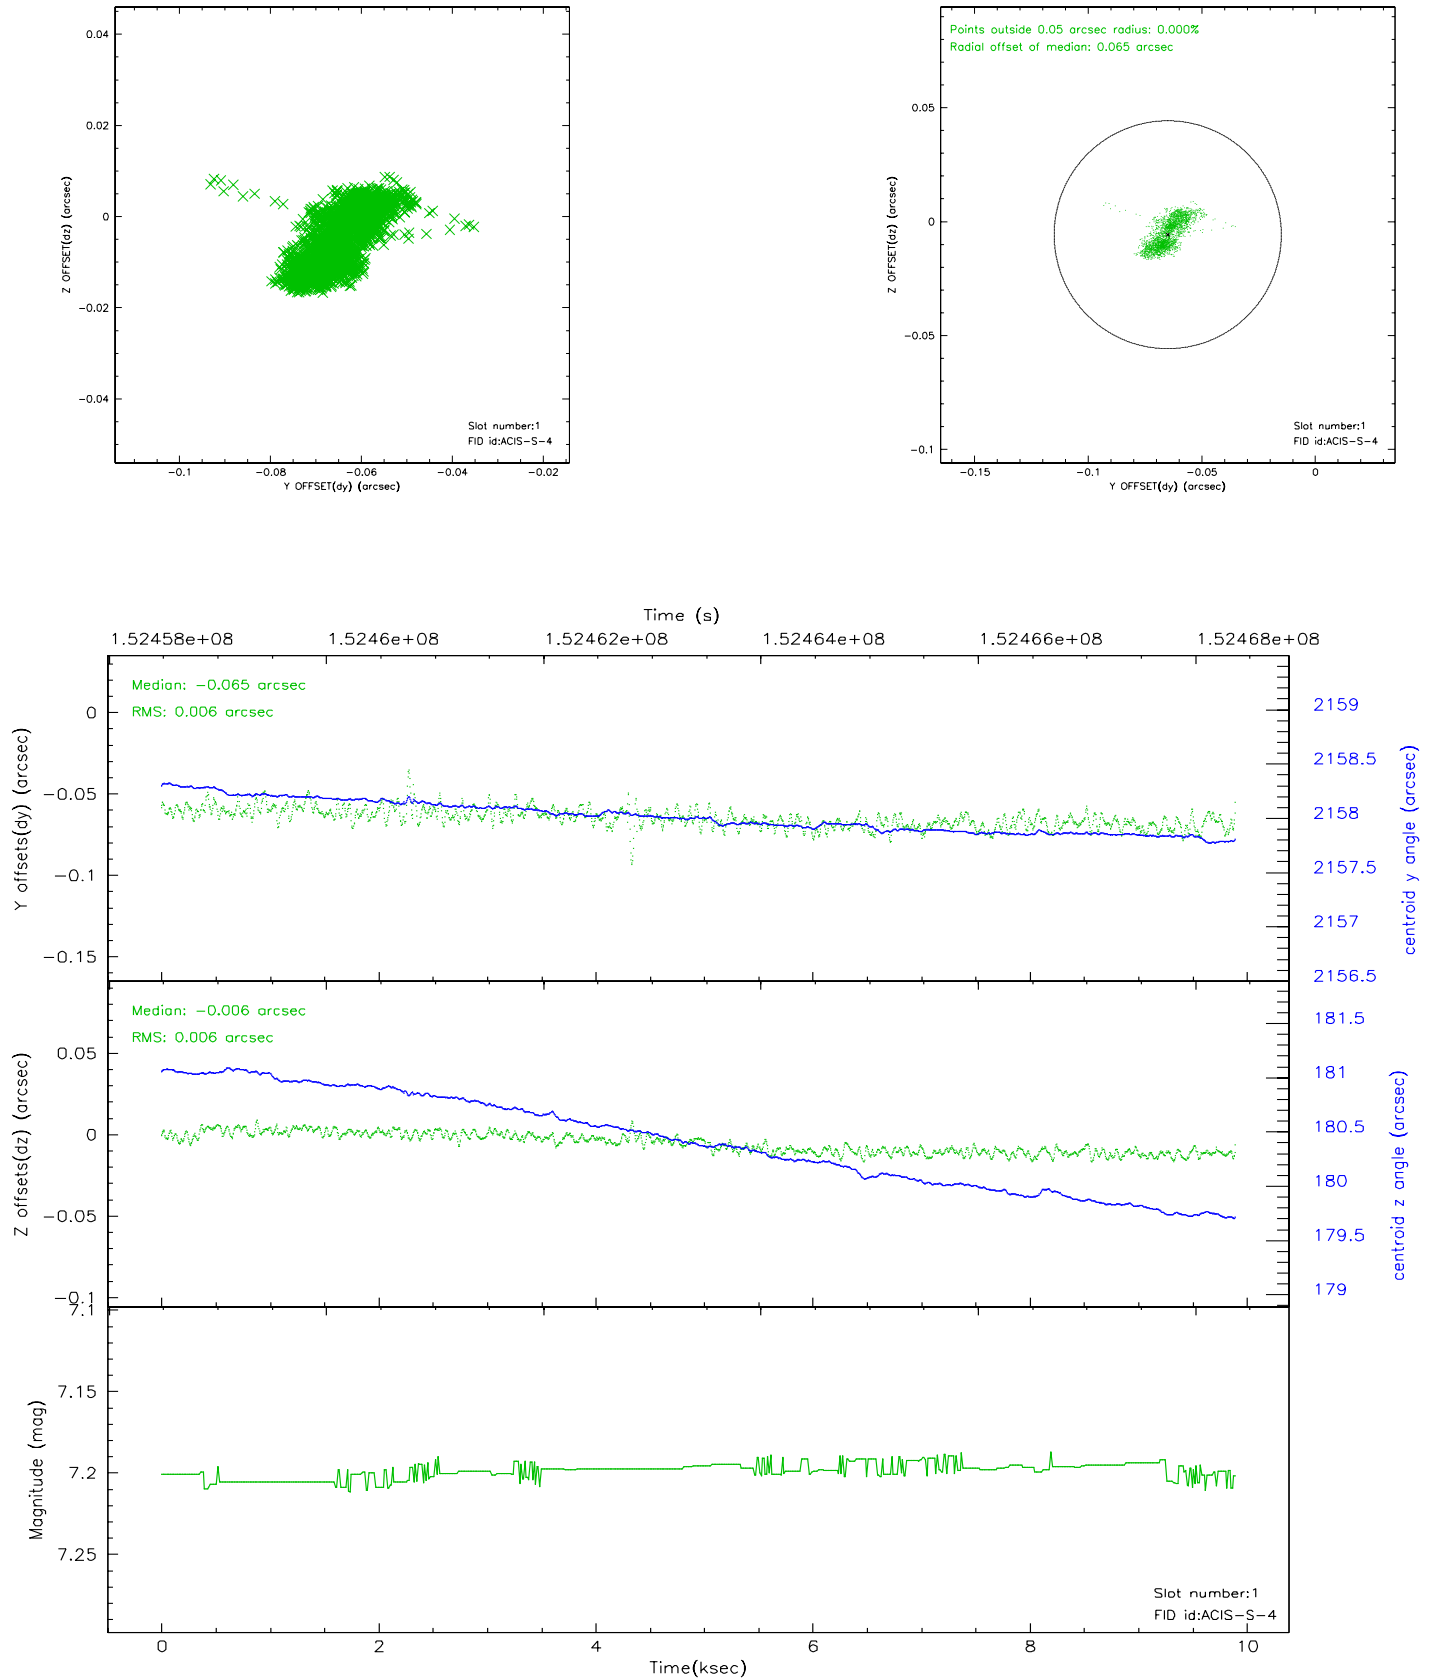 0.04
0.02
0
-0.02
-0.04
Z OFFSET(dz) (arcsec)
Slot number:1
FID id:ACIS-S-4
-0.1 -0.08 -0.06 -0.04 -0.02
Y OFFSET(dy) (arcsec)
Points outside 0.05 arcsec radius: 0.000%
Radial offset of median: 0.065 arcsec
0.05
0
-0.05
-0.1
Z OFFSET(dz) (arcsec)
Slot number:1
FID id:ACIS-S-4
-0.15 -0.1 -0.05 0
Y OFFSET(dy) (arcsec)
Time (s)
1.52458e+08 1.5246e+08 1.52462e+08 1.52464e+08 1.52466e+08 1.52468e+08
Median: -0.065 arcsec
RMS: 0.006 arcsec
0
-0.05
-0.1
-0.15
Y offsets(dy) (arcsec)
2159
2158.5
2158
2157.5
2157
2156.5
centroid y angle (arcsec)
Median: -0.006 arcsec
RMS: 0.006 arcsec
0.05
0
-0.05
-0.1
Z offsets(dz) (arcsec)
181.5
181
180.5
180
179.5
179
centroid z angle (arcsec)
7.1
7.15
7.2
7.25
Magnitude (mag)
Slot number:1
FID id:ACIS-S-4
0 2 4 6 8 10
Time(ksec)